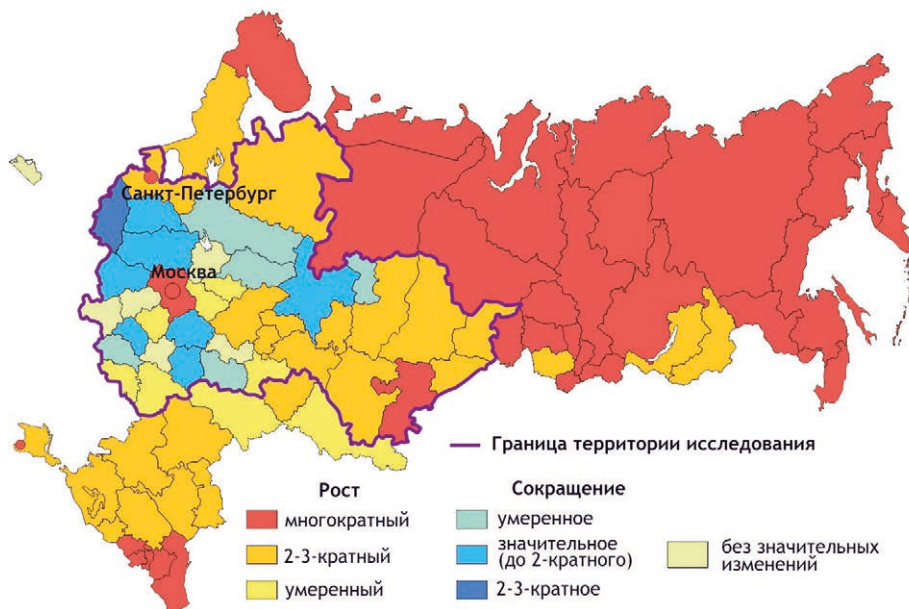 Санкт-Петербург
Москва
Граница территории исследования
Рост
многократный
2-3-кратный
умеренный
Сокращение
умеренное
значительное
(до 2-кратного)
2-3-кратное
без значительных
изменений